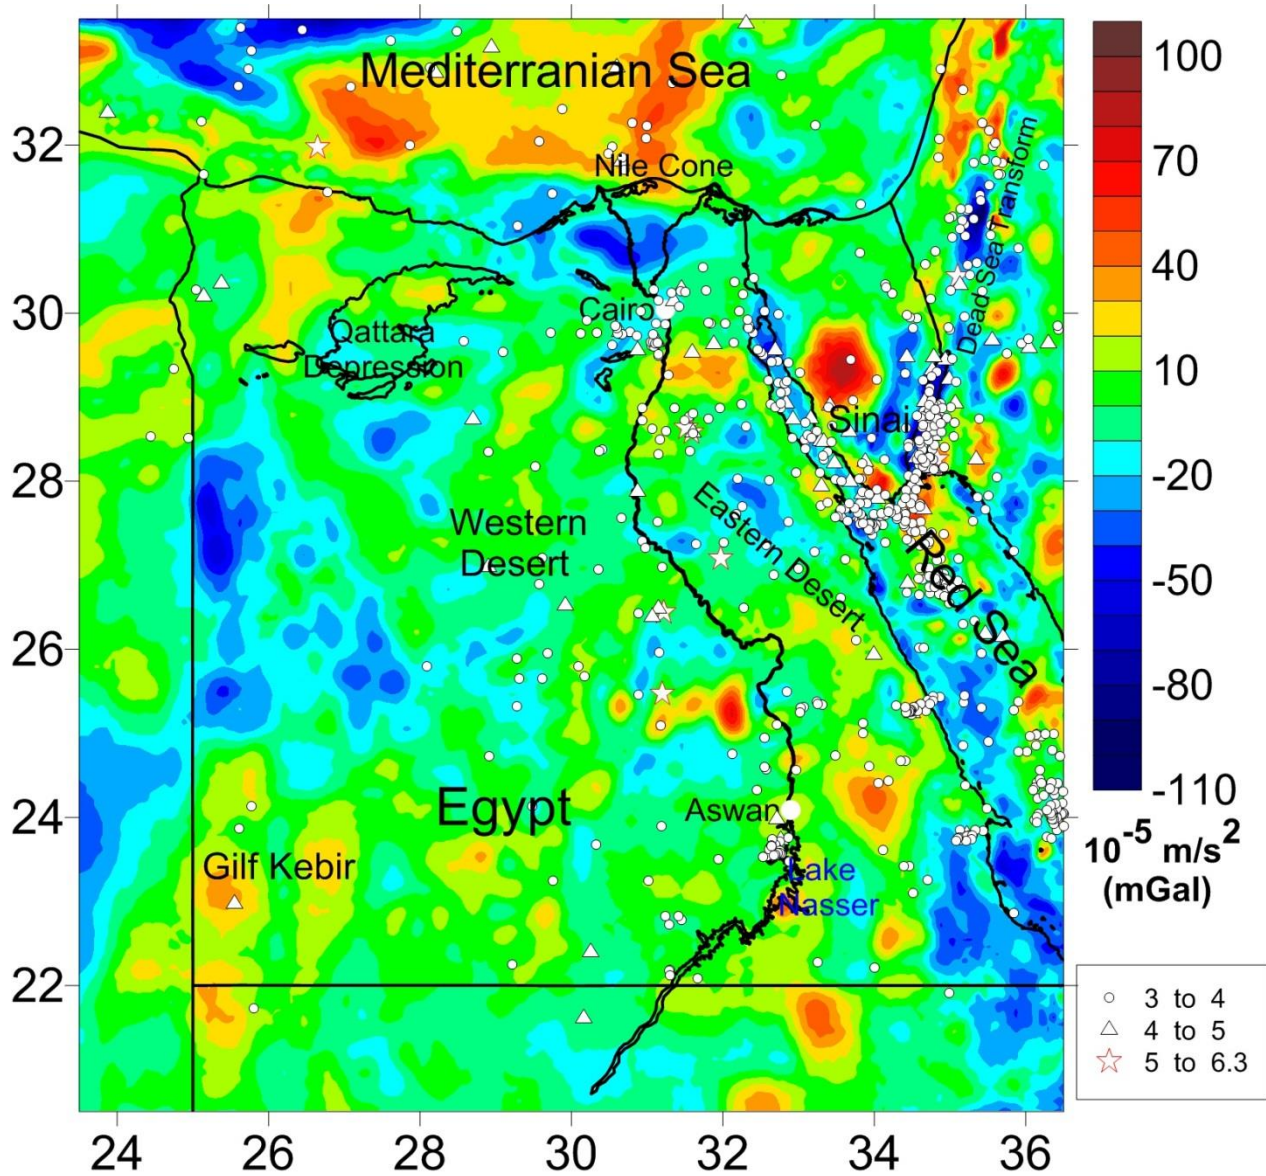 Mediterranian Sea
Nile Cone
Dead Sea Transform
Cairo
Qattara
Depression
Sinai
Western
Desert
Eastern Desert
Red Sea
Egypt
Aswan
Gilf Kebir
Lake
Nasser
32
30
28
26
24
22
24 26 28 30 32 34 36
100
70
40
10
-20
-50
-80
-110
10⁻⁵ m/s²
(mGal)
3 to 4
4 to 5
5 to 6.3